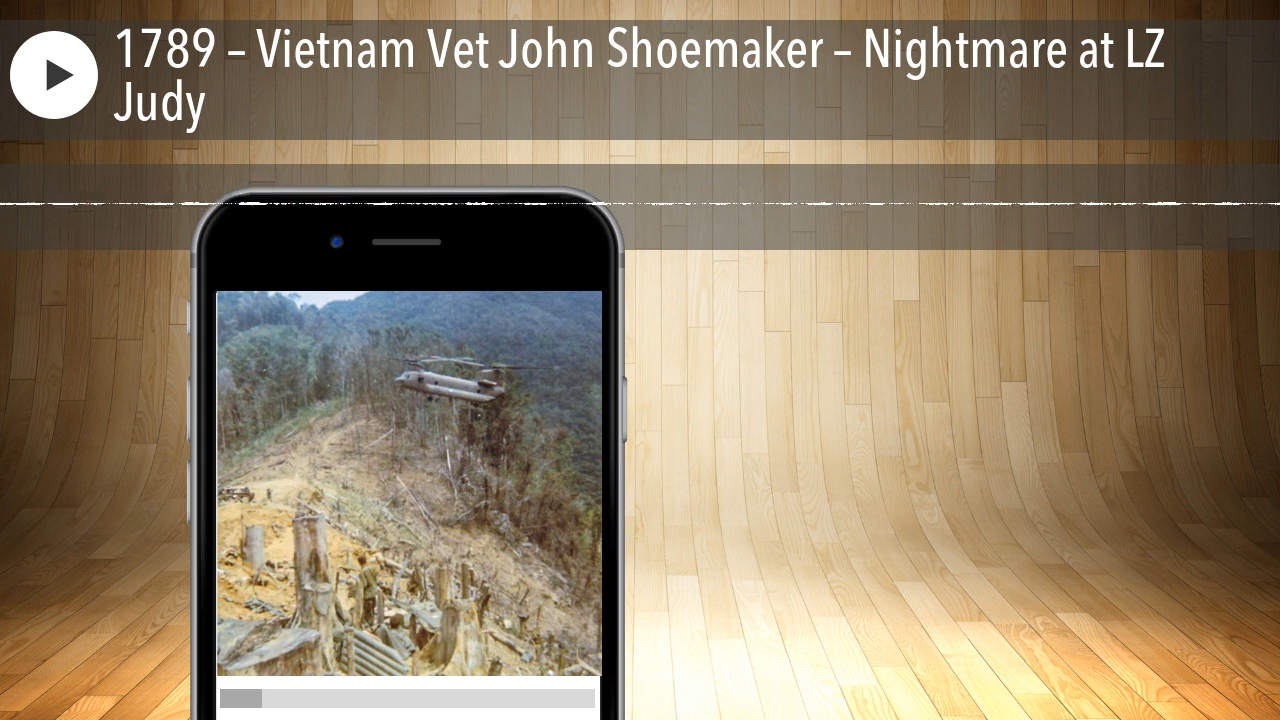 1789 – Vietnam Vet John Shoemaker – Nightmare at LZ
Judy